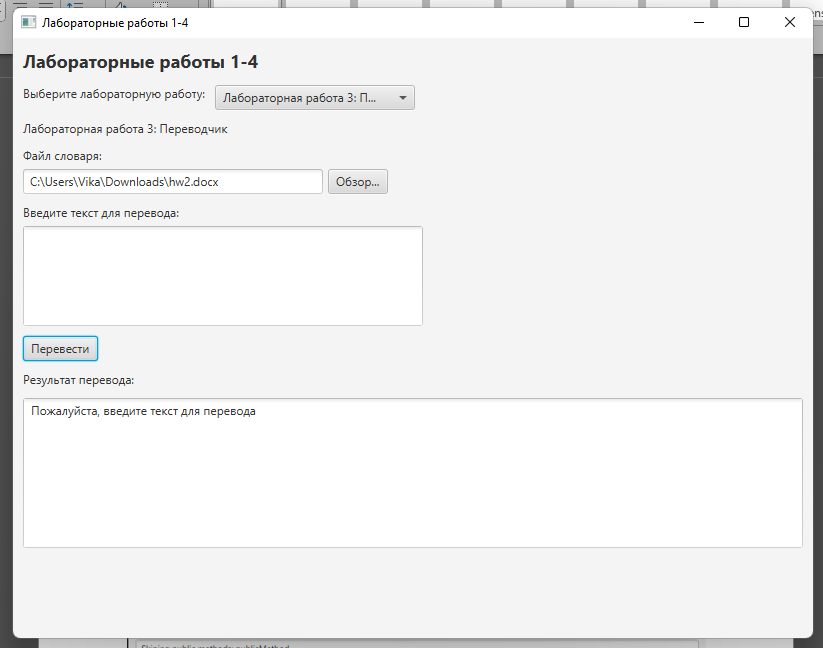 Лабораторные работы 1-4
Лабораторные работы 1-4
Выберите лабораторную работу: Лабораторная работа 3: П...
Лабораторная работа 3: Переводчик
Файл словаря:
C:\Users\Vika\Downloads\hw2.docx Обзор...
Введите текст для перевода:
Перевести
Результат перевода:
Пожалуйста, введите текст для перевода